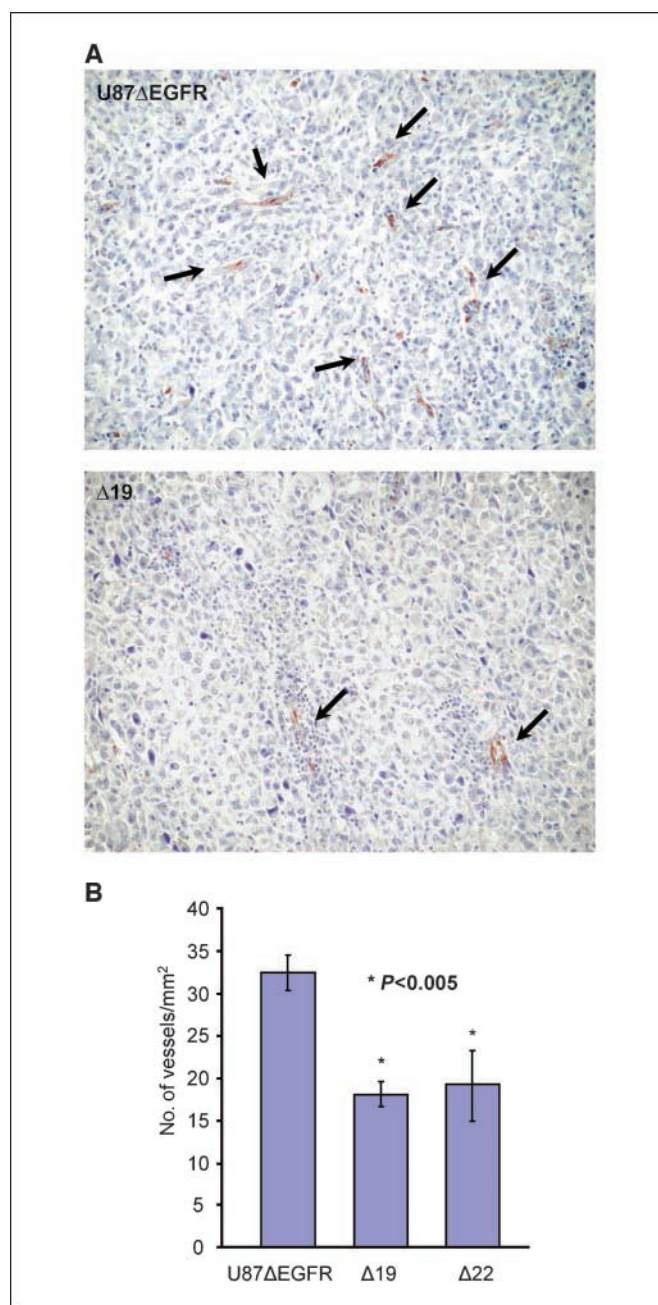 A
U87ΔEGFR
Δ19
B
No. of vessels/mm²
40
35
30
25
20
15
10
5
0
* P<0.005
*
*
U87ΔEGFR Δ19 Δ22